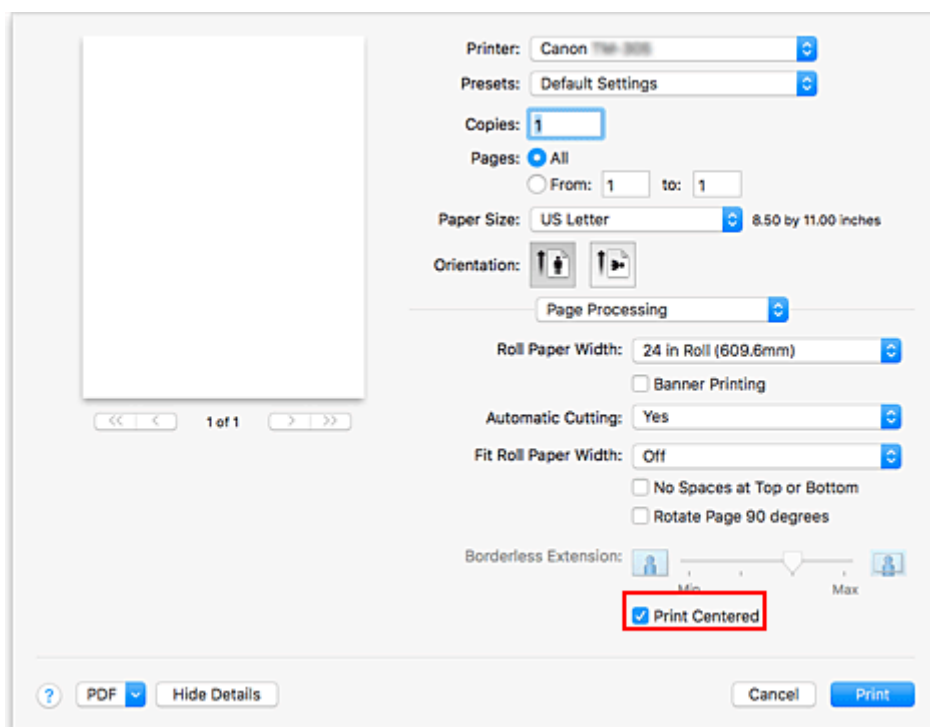 Printer: Canon
Presets: Default Settings
Copies: 1
Pages: All
From: 1 to: 1
Paper Size: US Letter 8.50 by 11.00 inches
Orientation:
Page Processing
Roll Paper Width: 24 in Roll (609.6mm)
Banner Printing
<< < 1 of 1 > >>
Automatic Cutting: Yes
Fit Roll Paper Width: Off
No Spaces at Top or Bottom
Rotate Page 90 degrees
Borderless Extension:
Min Max
Print Centered
? PDF Hide Details Cancel Print